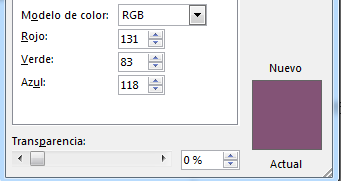 Modelo de color: RGB
Rojo: 131
Verde: 83
Azul: 118
Nuevo
Transparencia:
0 %
Actual